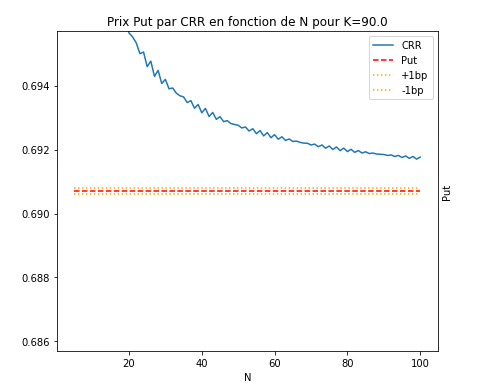 Prix Put par CRR en fonction de N pour K=90.0
CRR
Put
+1bp
-1bp
0.694
0.692
0.690
0.688
0.686
Put
20
40
60
80
100
N